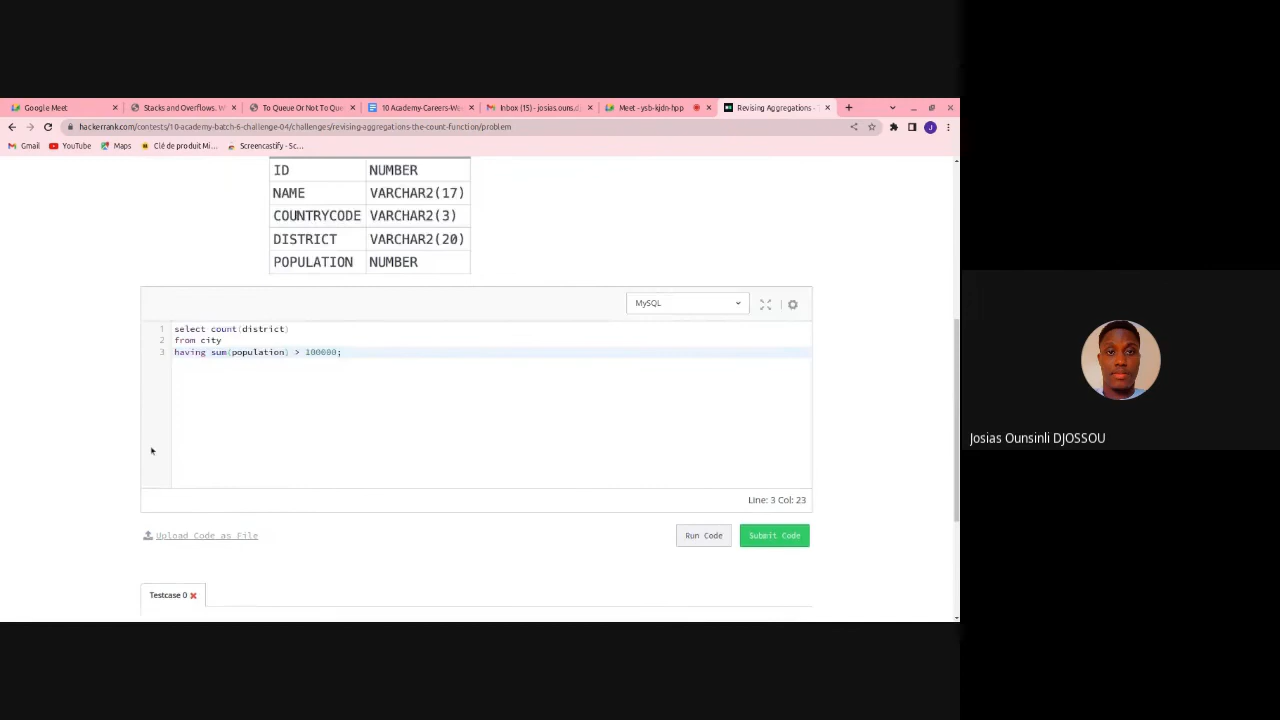 Google Meet
Stacks and Overflows. W
To Queue Or Not To Que
10 Academy-Careers-We
Inbox (15) - josias.ouns.d
Meet - ysb-kjdn-hpp
Revising Aggregations -
hackerrank.com/contests/10-academy-batch-6-challenge-04/challenges/revising-aggregations-the-count-function/problem
J
Gmail
YouTube
Maps
Clé de produit Mi...
Screencastify - Sc...
ID NUMBER
NAME VARCHAR2(17)
COUNTRYCODE VARCHAR2(3)
DISTRICT VARCHAR2(20)
POPULATION NUMBER
MySQL
1 select count(district)
2 from city
3 having sum(population) > 100000;
Line: 3 Col: 23
Upload Code as File
Run Code
Submit Code
Testcase 0
Josias Ounsinli DJOSSOU